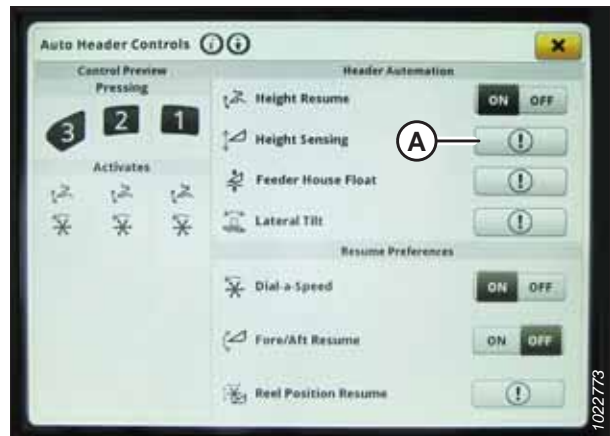 Auto Header Controls
Control Preview
Pressing
3 2 1
Activates
Header Automation
Height Resume ON OFF
Height Sensing A !
Feeder House Float !
Lateral Tilt !
Resume Preferences
Dial-a-Speed ON OFF
Fore/Aft Resume ON OFF
Reel Position Resume !
1022773